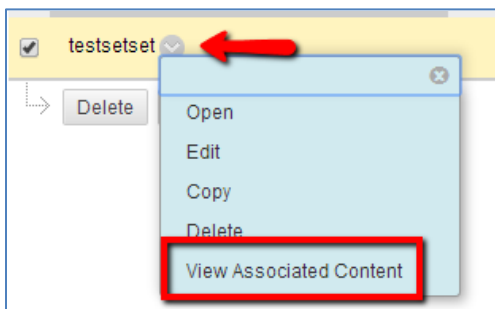 testsetset
Delete
Open
Edit
Copy
Delete
View Associated Content